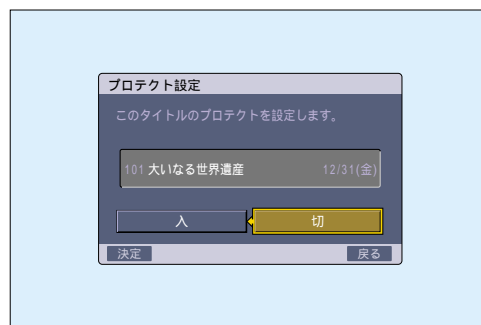 プロテクト設定
このタイトルのプロテクトを設定します。
101 大いなる世界遺産 12/31(金)
入 切
決定 戻る